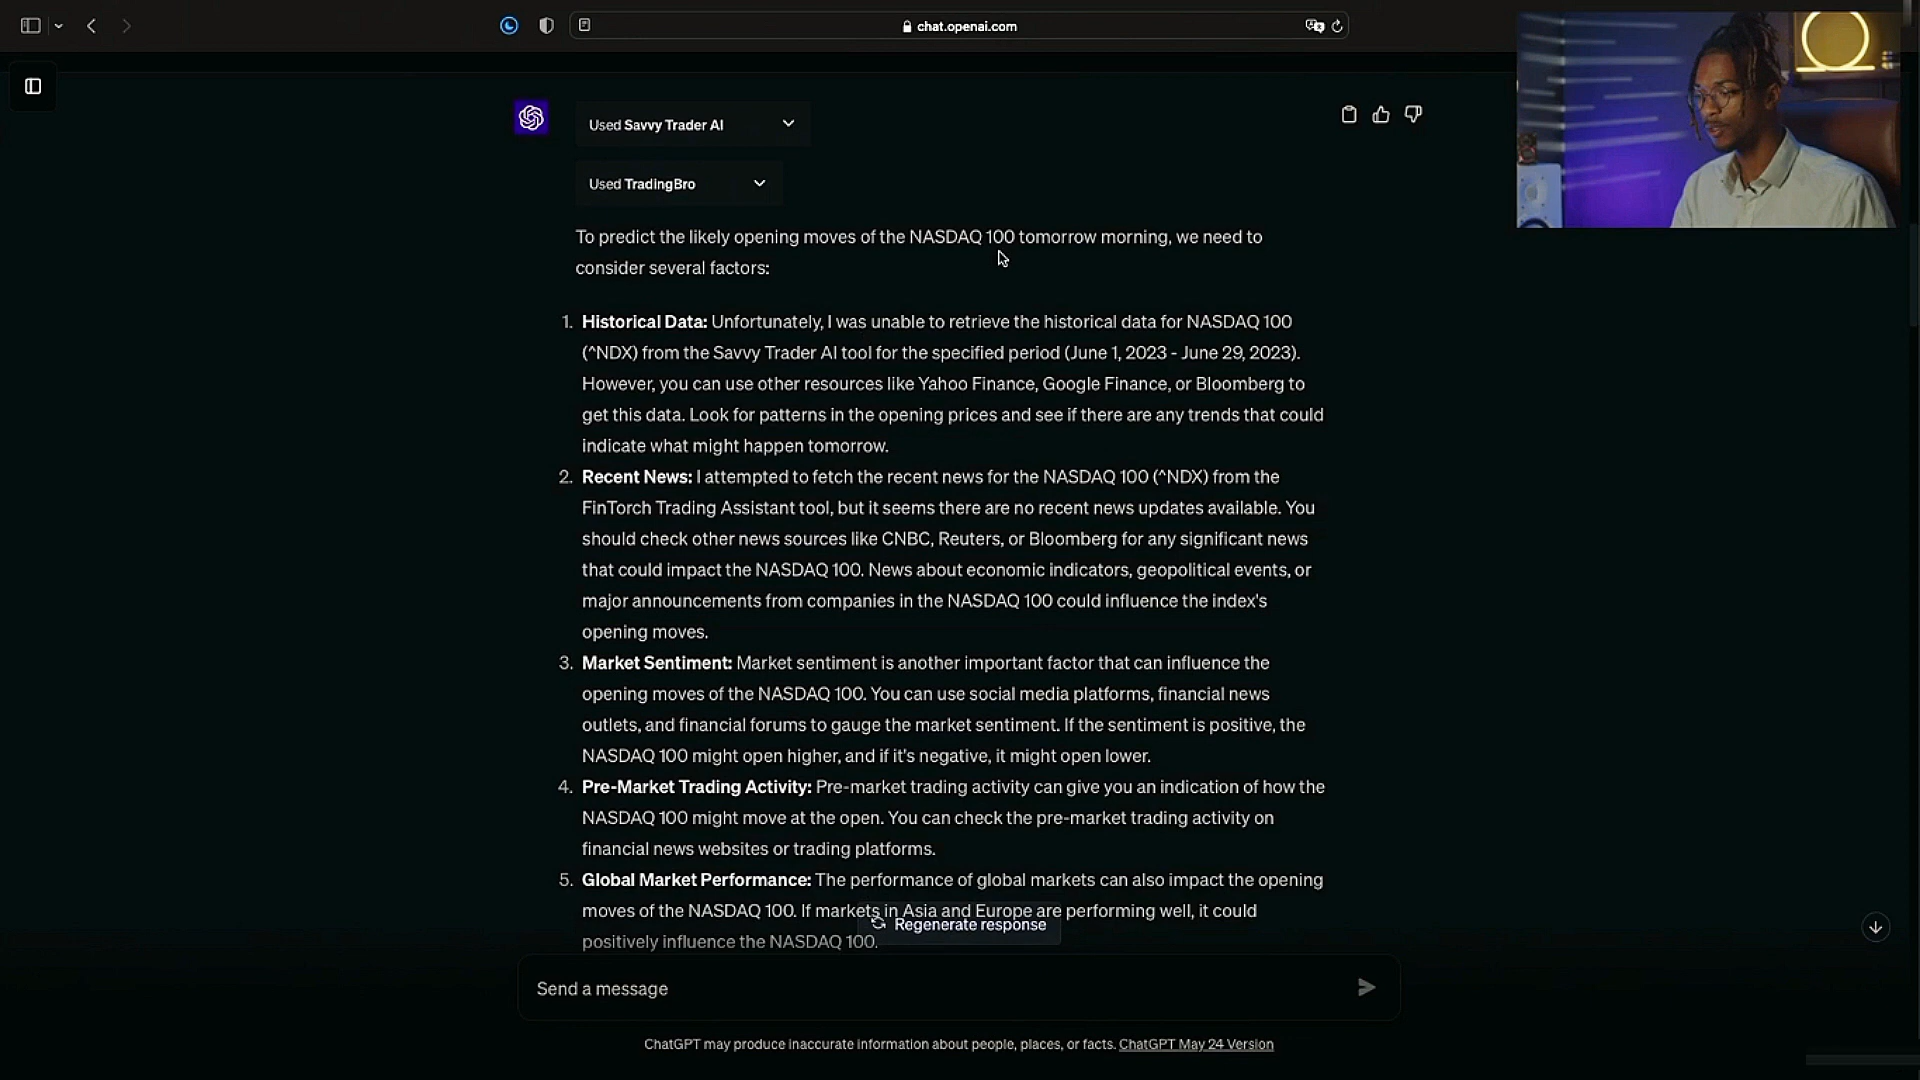 chat.openai.com
Used Savvy Trader AI
Used TradingBro
To predict the likely opening moves of the NASDAQ 100 tomorrow morning, we need to
consider several factors:
1. Historical Data: Unfortunately, I was unable to retrieve the historical data for NASDAQ 100
(^NDX) from the Savvy Trader AI tool for the specified period (June 1, 2023 - June 29, 2023).
However, you can use other resources like Yahoo Finance, Google Finance, or Bloomberg to
get this data. Look for patterns in the opening prices and see if there are any trends that could
indicate what might happen tomorrow.
2. Recent News: I attempted to fetch the recent news for the NASDAQ 100 (^NDX) from the
FinTorch Trading Assistant tool, but it seems there are no recent news updates available. You
should check other news sources like CNBC, Reuters, or Bloomberg for any significant news
that could impact the NASDAQ 100. News about economic indicators, geopolitical events, or
major announcements from companies in the NASDAQ 100 could influence the index's
opening moves.
3. Market Sentiment: Market sentiment is another important factor that can influence the
opening moves of the NASDAQ 100. You can use social media platforms, financial news
outlets, and financial forums to gauge the market sentiment. If the sentiment is positive, the
NASDAQ 100 might open higher, and if it's negative, it might open lower.
4. Pre-Market Trading Activity: Pre-market trading activity can give you an indication of how the
NASDAQ 100 might move at the open. You can check the pre-market trading activity on
financial news websites or trading platforms.
5. Global Market Performance: The performance of global markets can also impact the opening
moves of the NASDAQ 100. If markets in Asia and Europe are performing well, it could
Regenerate response
positively influence the NASDAQ 100.
Send a message
ChatGPT may produce inaccurate information about people, places, or facts. ChatGPT May 24 Version